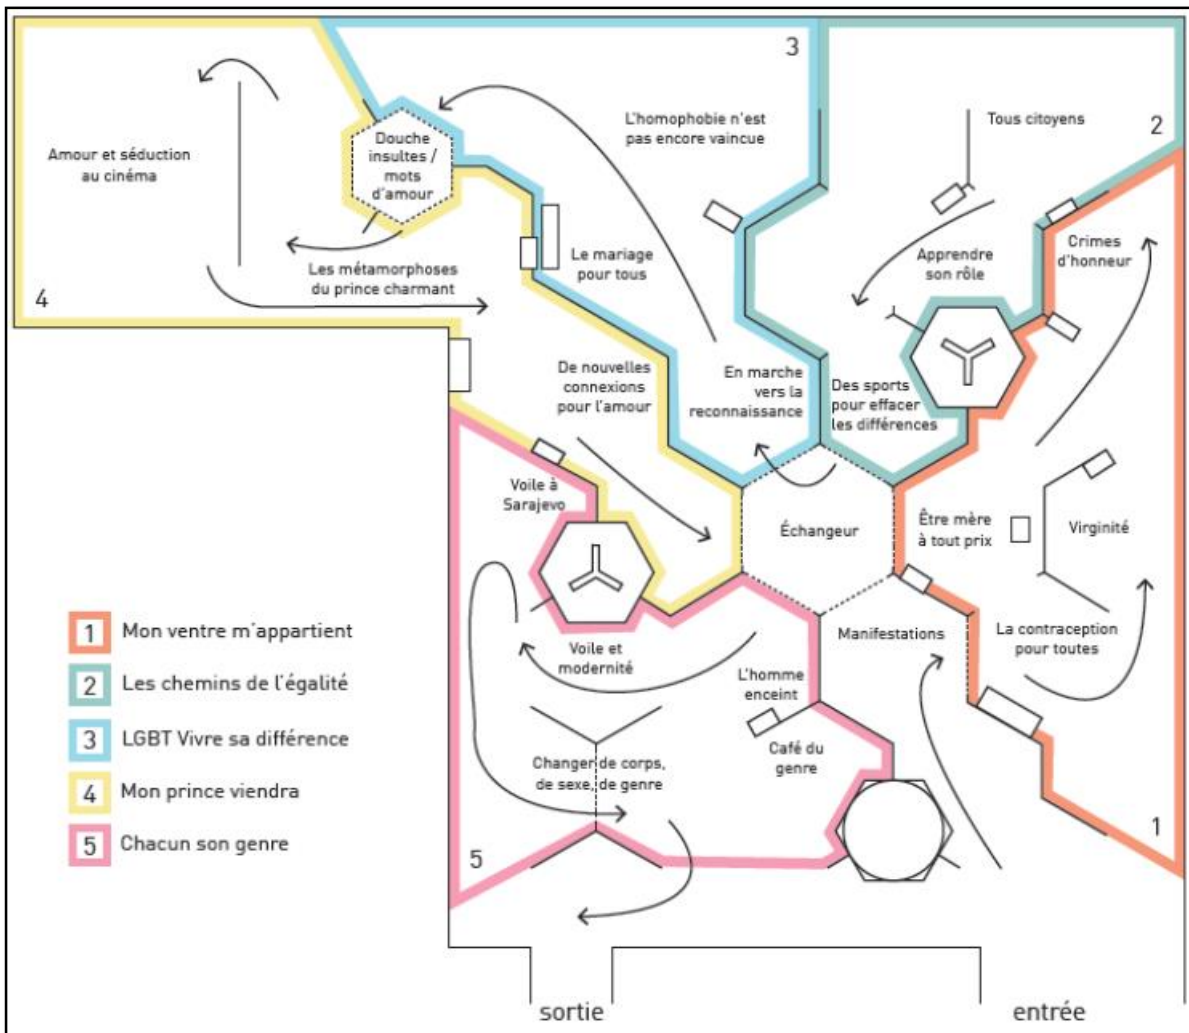 3
L'homophobie n'est
pas encore vaincue
Tous citoyens
2
Douche
insultes /
mots
d'amour
Amour et séduction
au cinéma
Le mariage
pour tous
Apprendre
son rôle
Crimes
d'honneur
Les métamorphoses
du prince charmant
4
De nouvelles
connexions
pour l'amour
En marche
vers la
reconnaissance
Des sports
pour effacer
les différences
Voile à
Sarajevo
Échangeur
Être mère
à tout prix
Virginité
Manifestations
La contraception
pour toutes
Voile et
modernité
L'homme
enceint
Café du
genre
Changer de corps,
de sexe, de genre
5
1
1 Mon ventre m'appartient
2 Les chemins de l'égalité
3 LGBT Vivre sa différence
4 Mon prince viendra
5 Chacun son genre
sortie
entrée